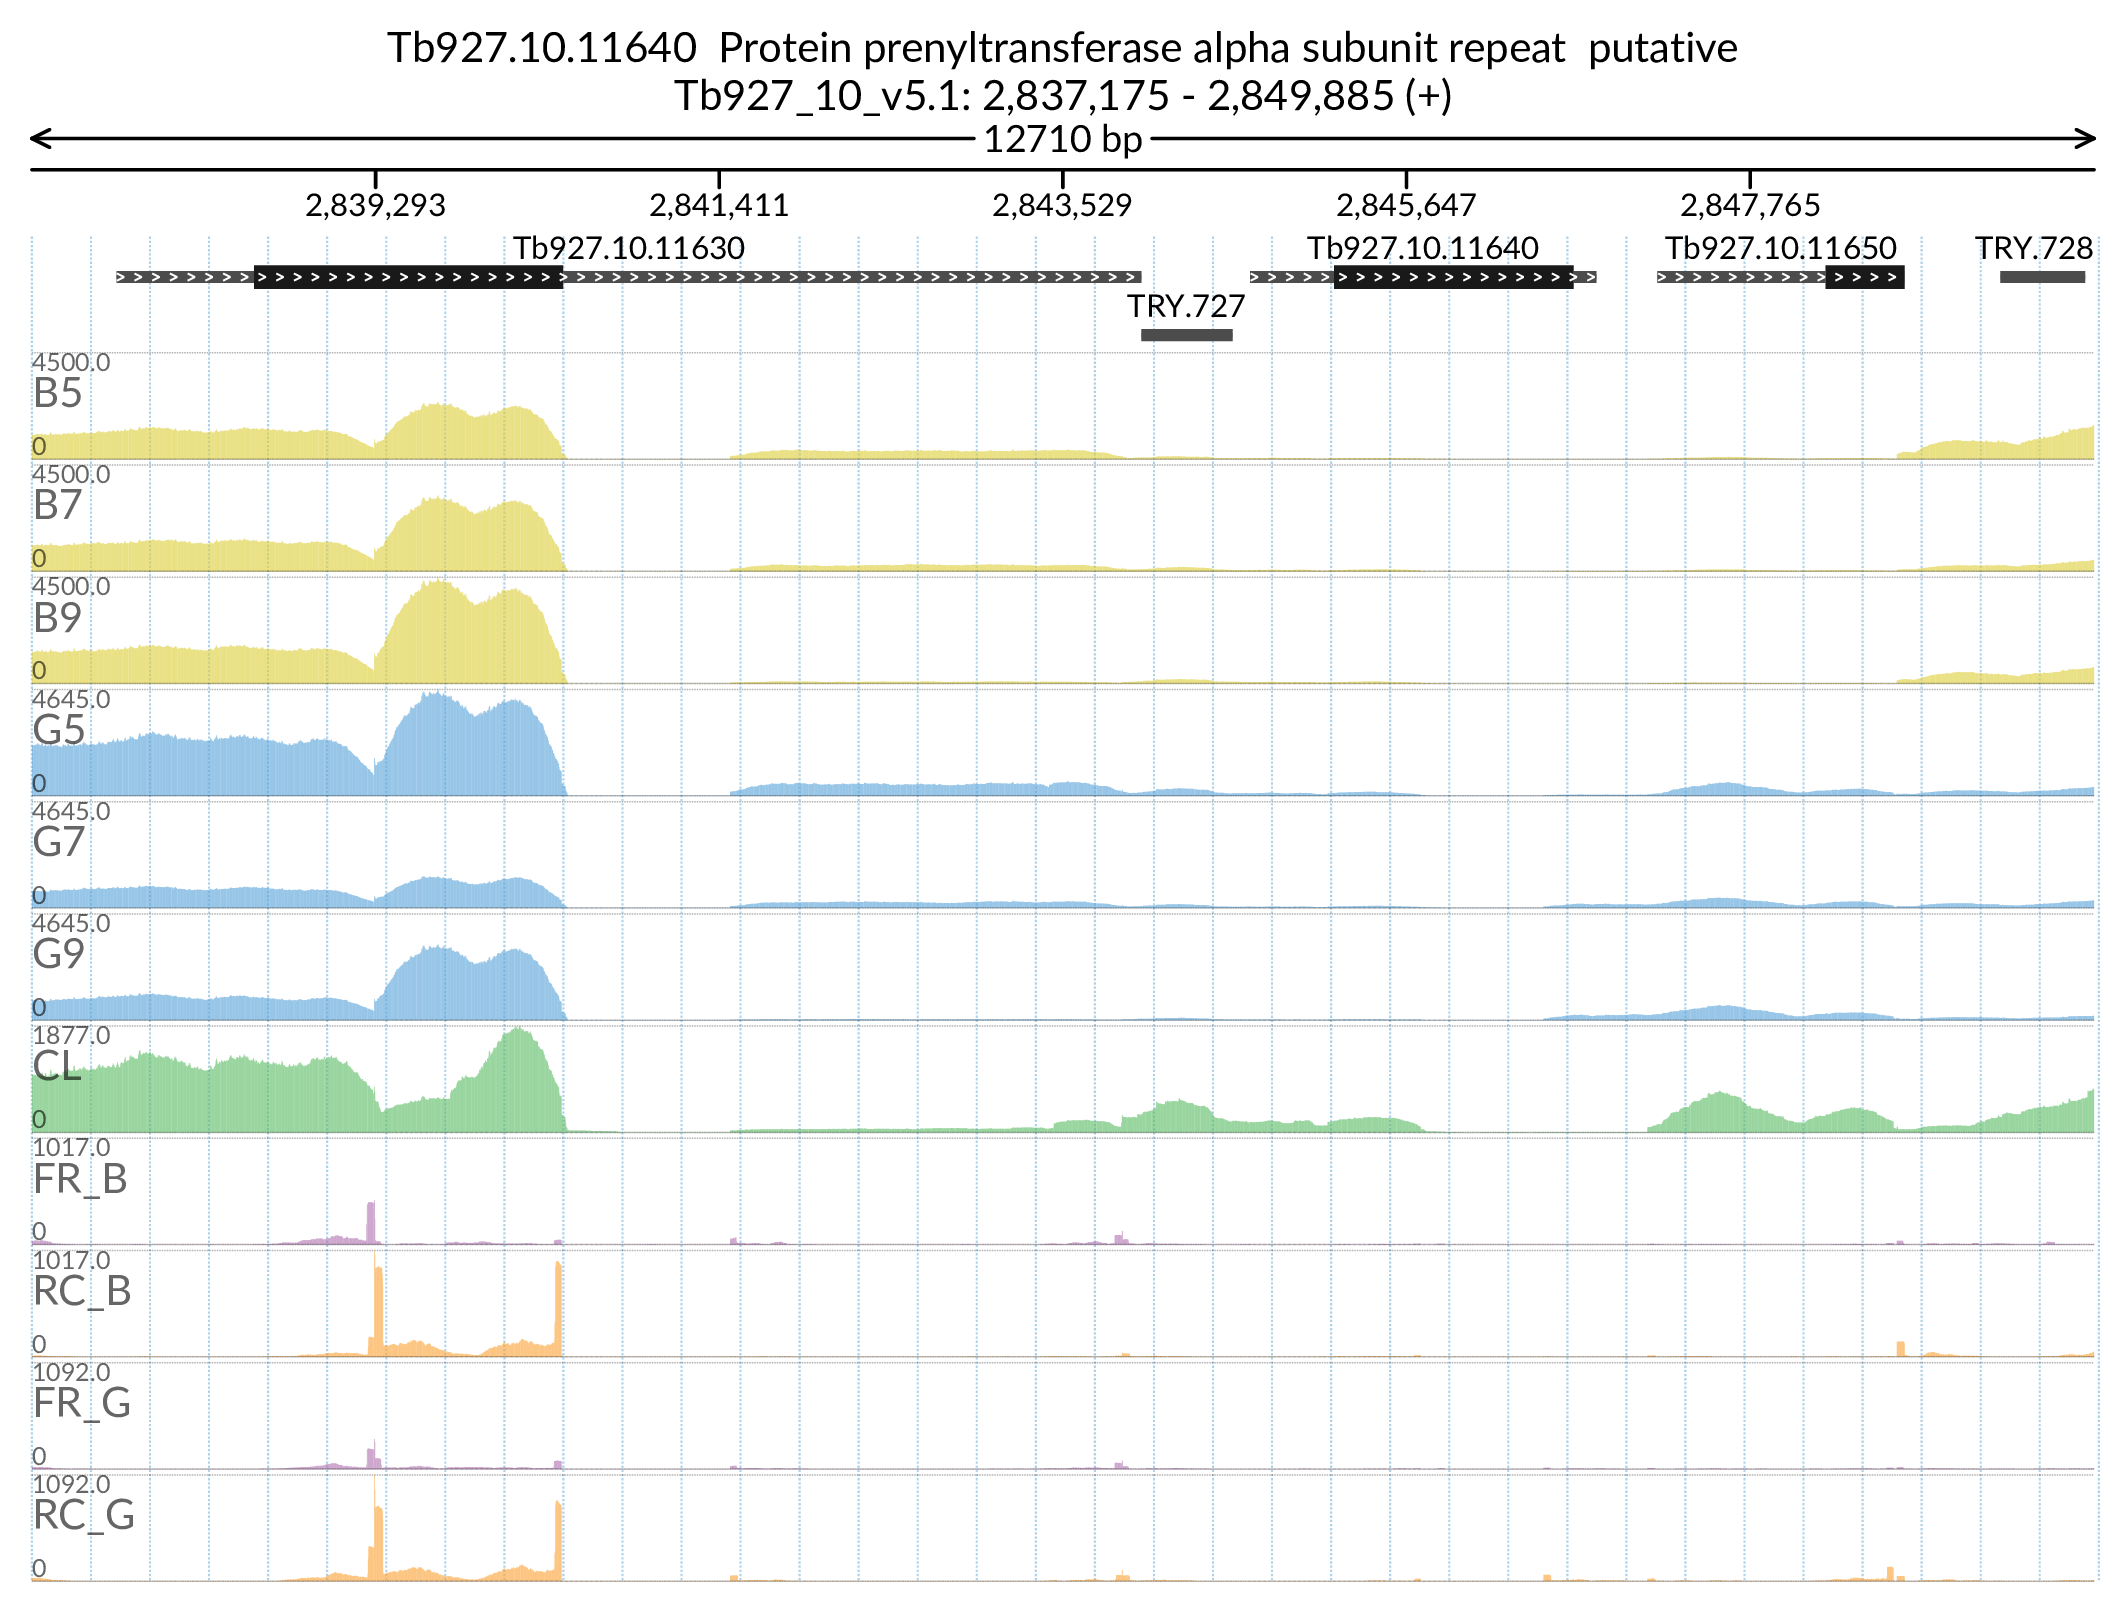 Tb927.10.11640  Protein prenyltransferase alpha subunit repeat  putative
Tb927_10_v5.1: 2,837,175 - 2,849,885 (+)
12710 bp
2,839,293 2,841,411 2,843,529 2,845,647 2,847,765
Tb927.10.11630 Tb927.10.11640 Tb927.10.11650 TRY.728
TRY.727
4500.0
B5
0
4500.0
B7
0
4500.0
B9
0
4645.0
G5
0
4645.0
G7
0
4645.0
G9
0
1877.0
CL
0
1017.0
FR_B
0
1017.0
RC_B
0
1092.0
FR_G
0
1092.0
RC_G
0